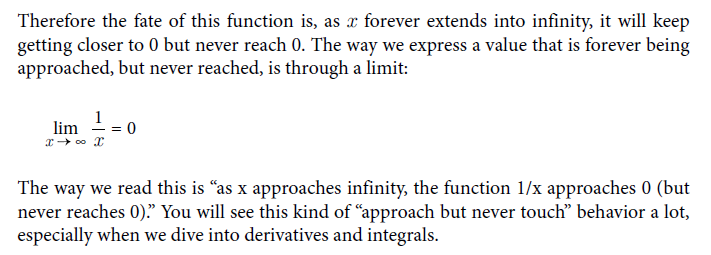 Therefore the fate of this function is, as x forever extends into infinity, it will keep
getting closer to 0 but never reach 0. The way we express a value that is forever being
approached, but never reached, is through a limit:
lim x→∞ 1/x = 0
The way we read this is “as x approaches infinity, the function 1/x approaches 0 (but
never reaches 0).” You will see this kind of “approach but never touch” behavior a lot,
especially when we dive into derivatives and integrals.